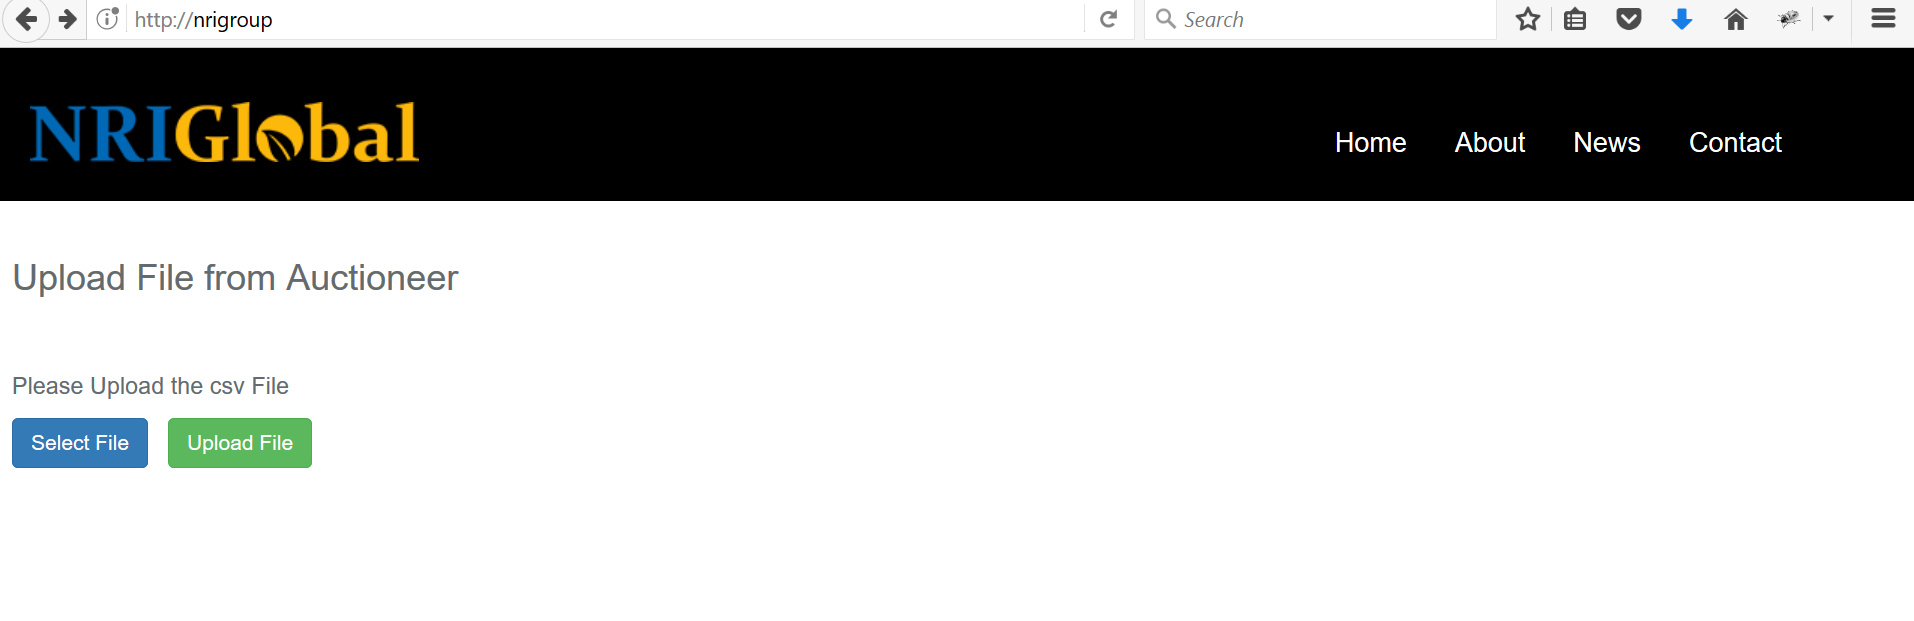 http://nrigroup
Search
NRIGlobal
Home About News Contact
Upload File from Auctioneer
Please Upload the csv File
Select File Upload File